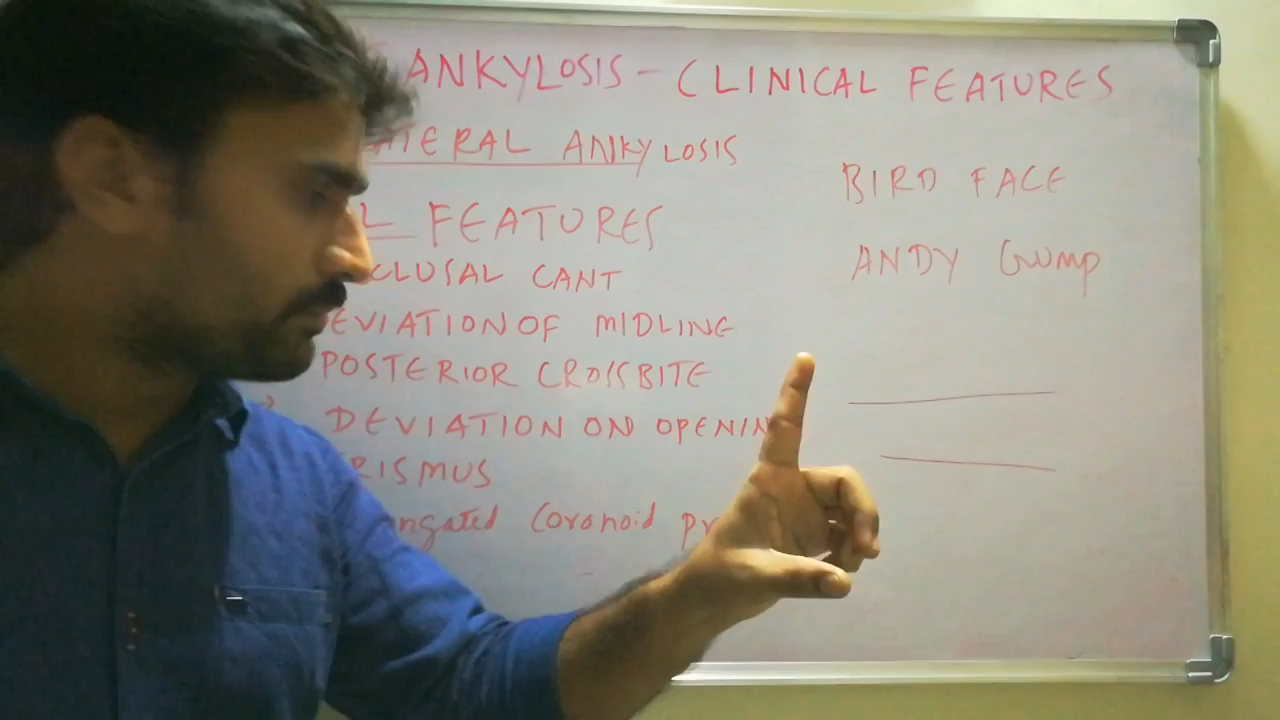 ANKYLOSIS - CLINICAL FEATURES
ATERAL ANKYLOSIS
L FEATURES
CLUSAL CANT
EVIATION OF MIDLINE
POSTERIOR CROSSBITE
→ DEVIATION ON OPENIN
RISMUS
ngated Coronoid pr
BIRD FACE
ANDY Gump